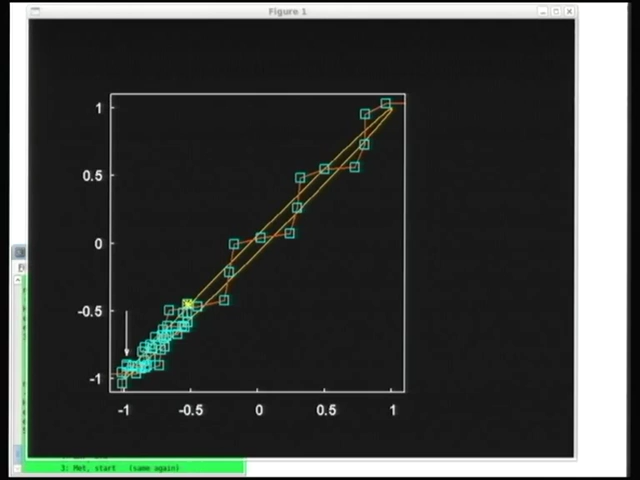 Figure 1
1
0.5
0
-0.5
-1
-1 -0.5 0 0.5 1
3: Met, start (same again)